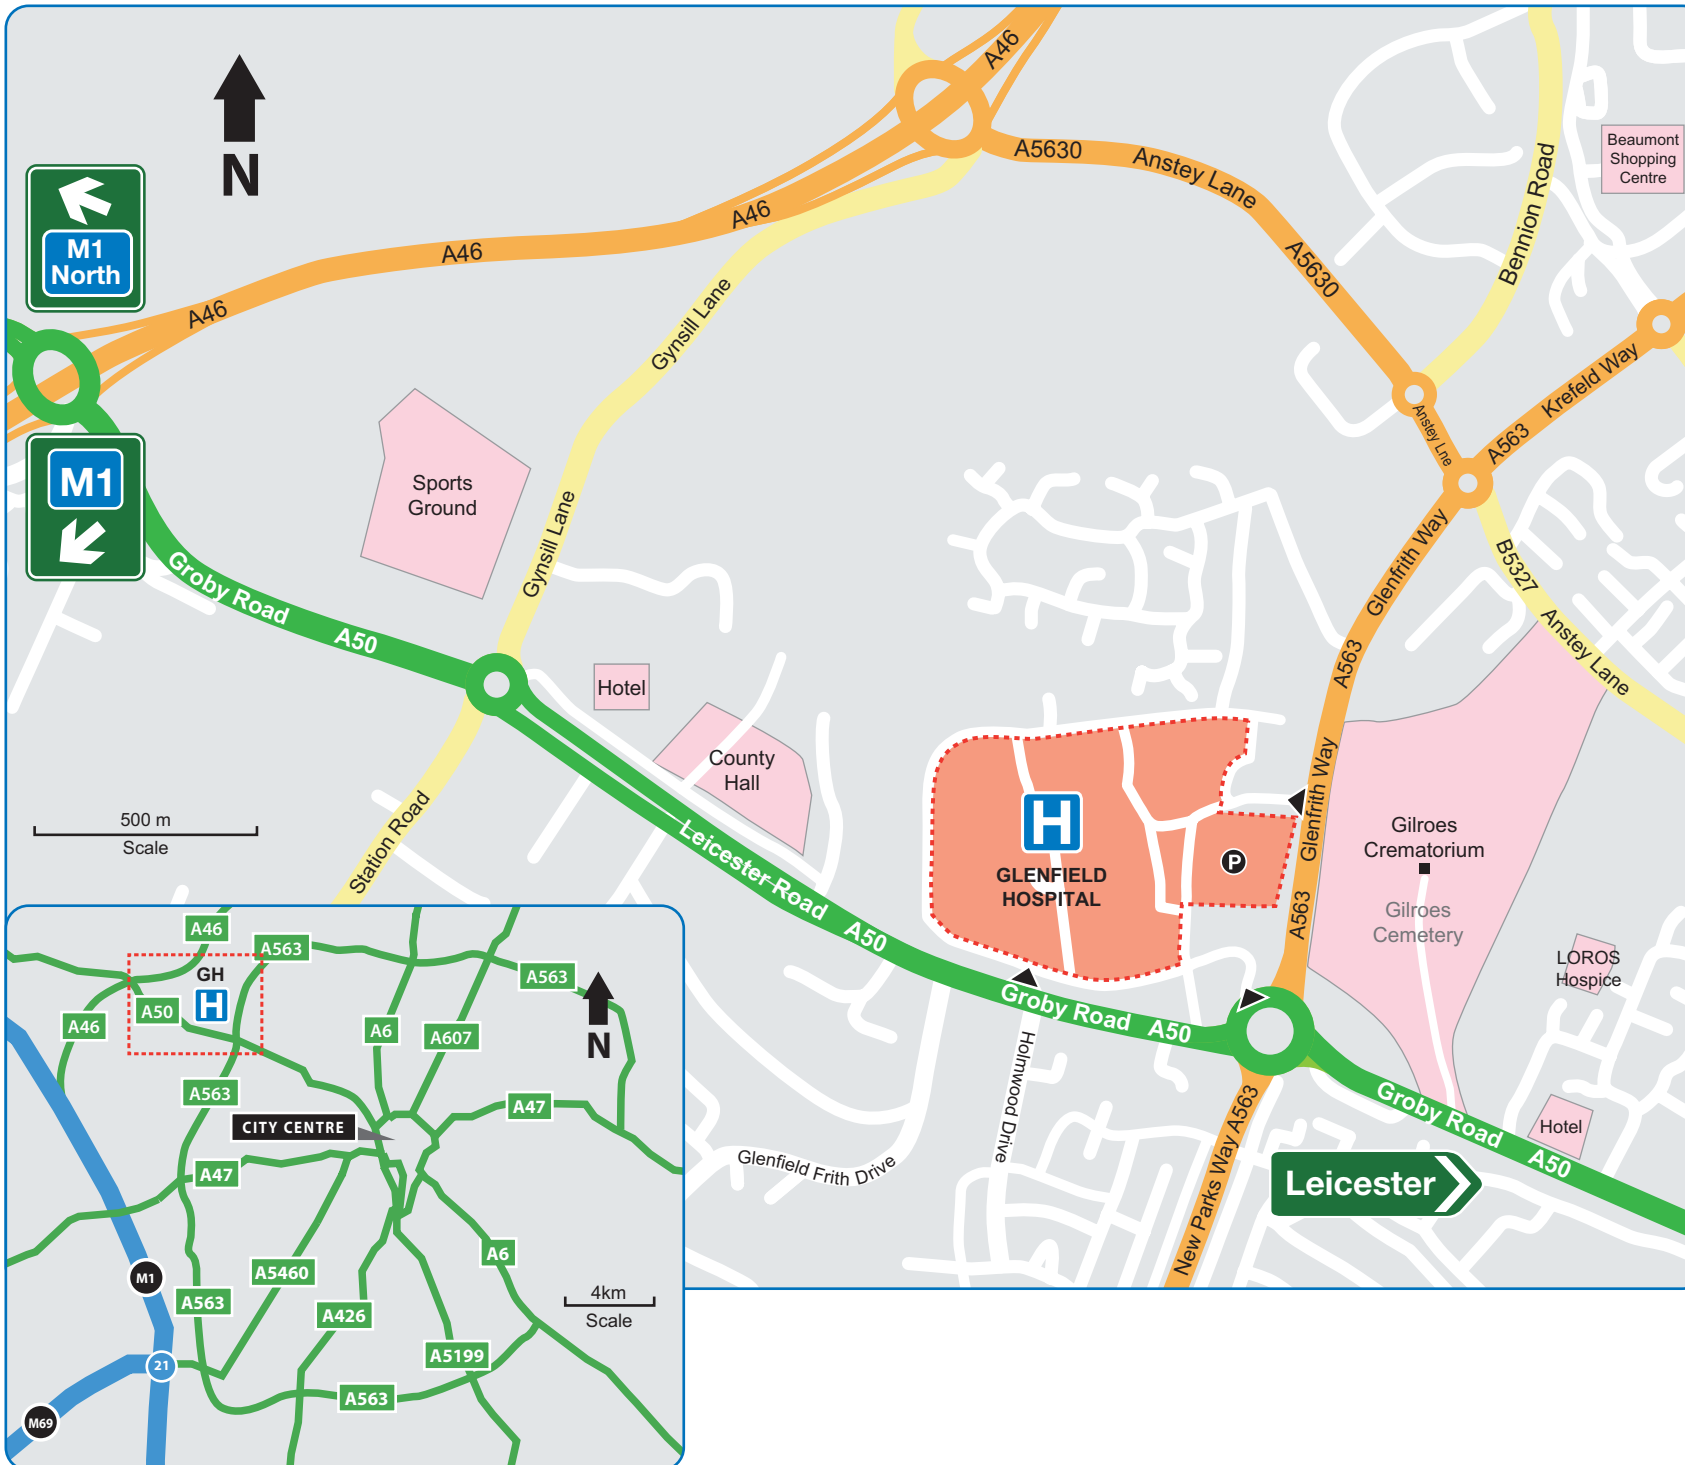 A46
N
A5630
Anstey Lane
Beaumont
Shopping
Centre
Bennion Road
M1
North
A46
A46
A5630
A46
Gynsill Lane
Krefeld Way
A563
Anstey Lne
M1
Sports
Ground
Gynsill Lane
Glenfrith Way
B5327
Anstey Lane
Groby Road
A50
A563
Hotel
County
Hall
Glenfrith Way
500 m
Scale
Station Road
Leicester Road
A50
H
GLENFIELD
HOSPITAL
P
Gilroes
Crematorium
Gilroes
Cemetery
A563
LOROS
Hospice
Groby Road
A50
Holmwood Drive
Glenfield Frith Drive
A563
New Parks Way
Groby Road
A50
Hotel
Leicester
A46
A563
GH
H
A563
A50
A46
A6
A607
N
A563
CITY CENTRE
A47
A47
A6
M1
A5460
A563
A426
4km
Scale
A5199
21
A563
M69